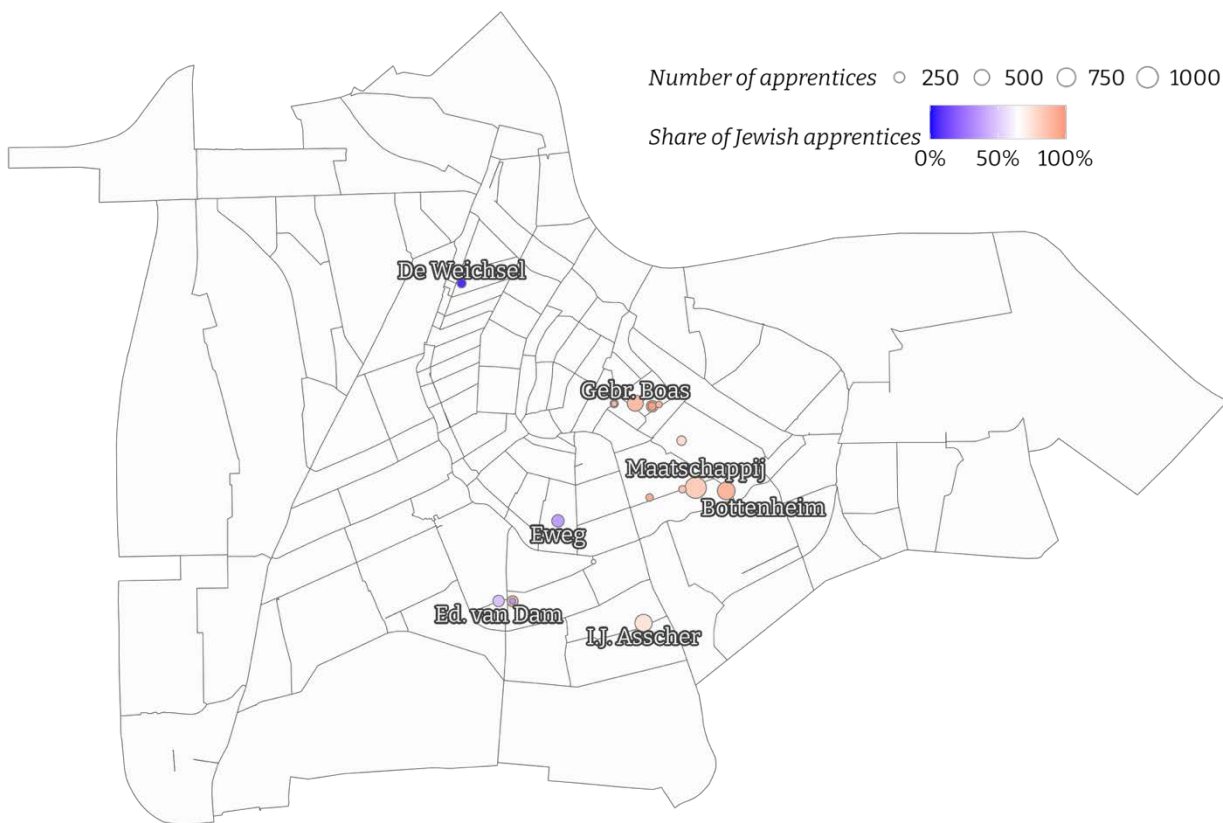 Number of apprentices 250 500 750 1000
Share of Jewish apprentices
0% 50% 100%
De Weichsel
Gebr. Boas
Maatschappij
Bottenheim
Eweg
Ed. van Dam
I.J. Asscher